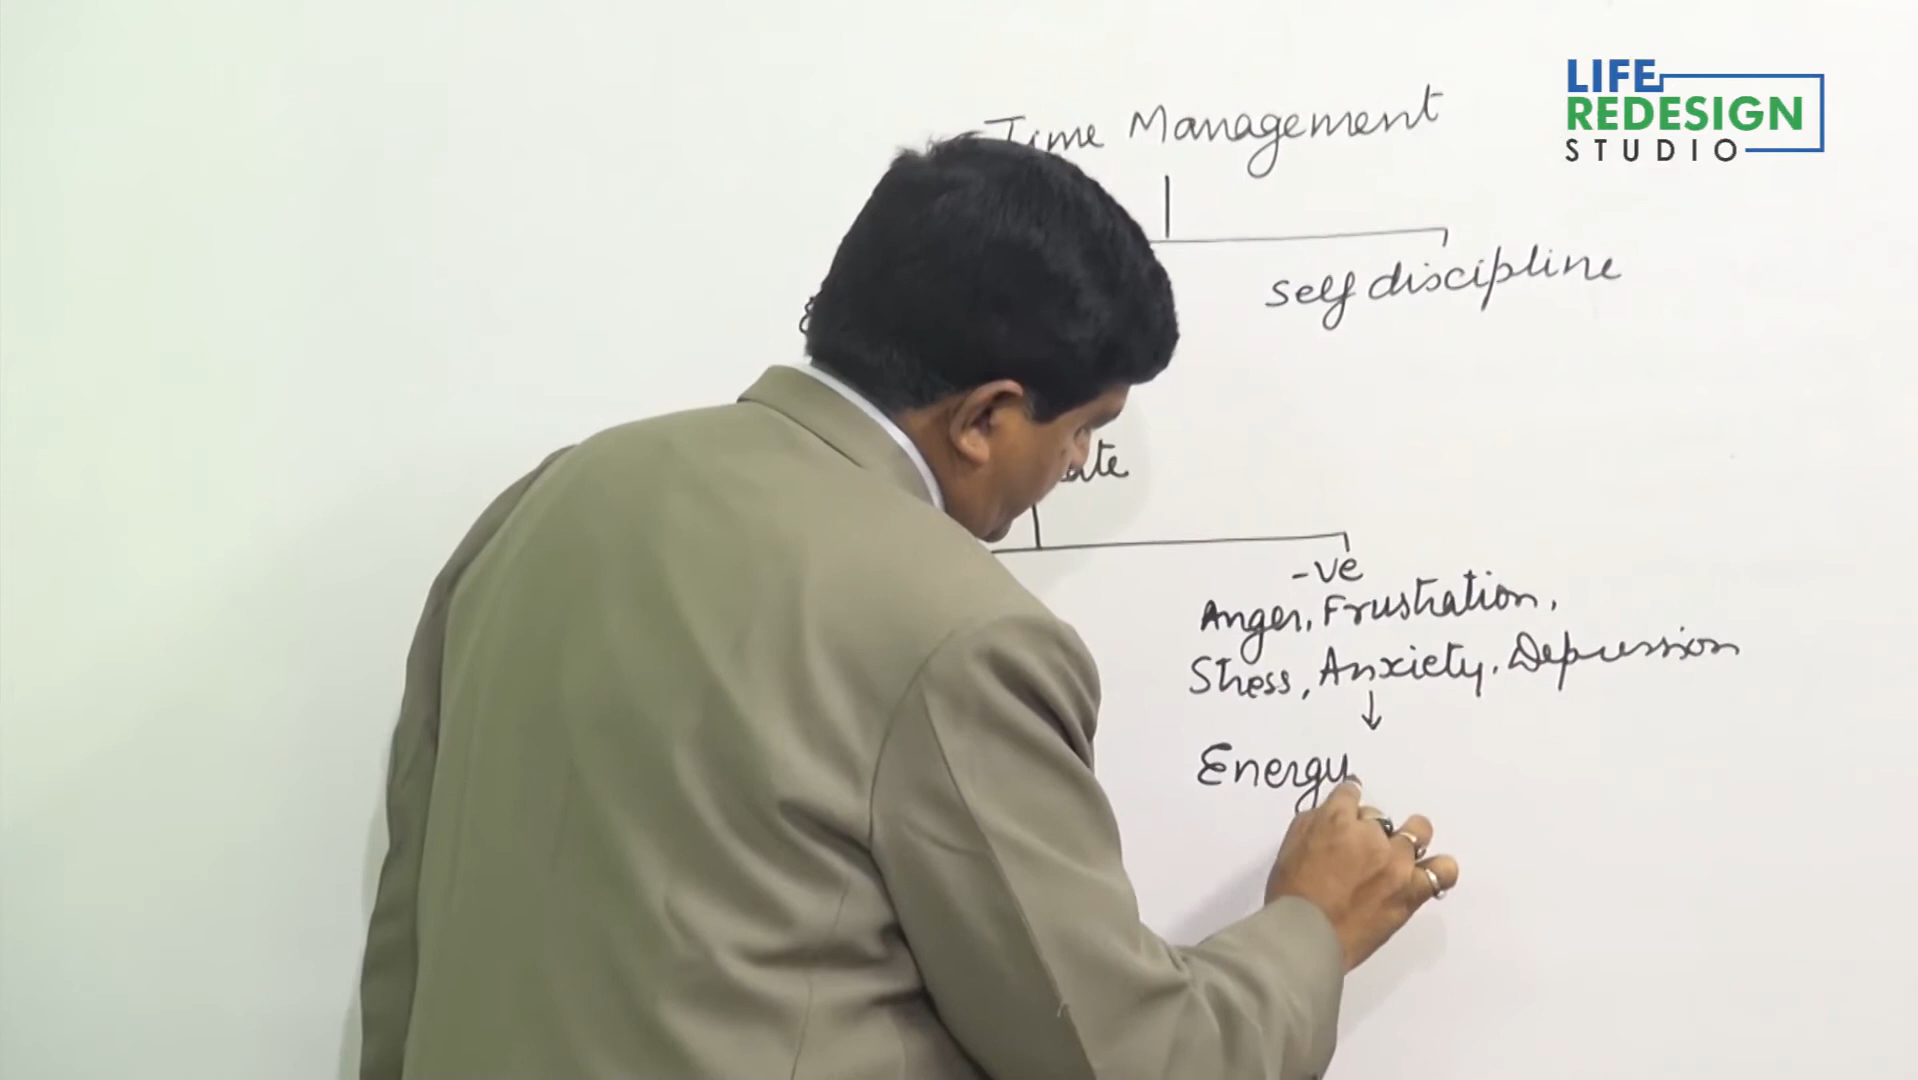 LIFE
REDESIGN
STUDIO
Time Management
self discipline
-ve
Anger, Frustration,
Stress, Anxiety, Depression
↓
Energy